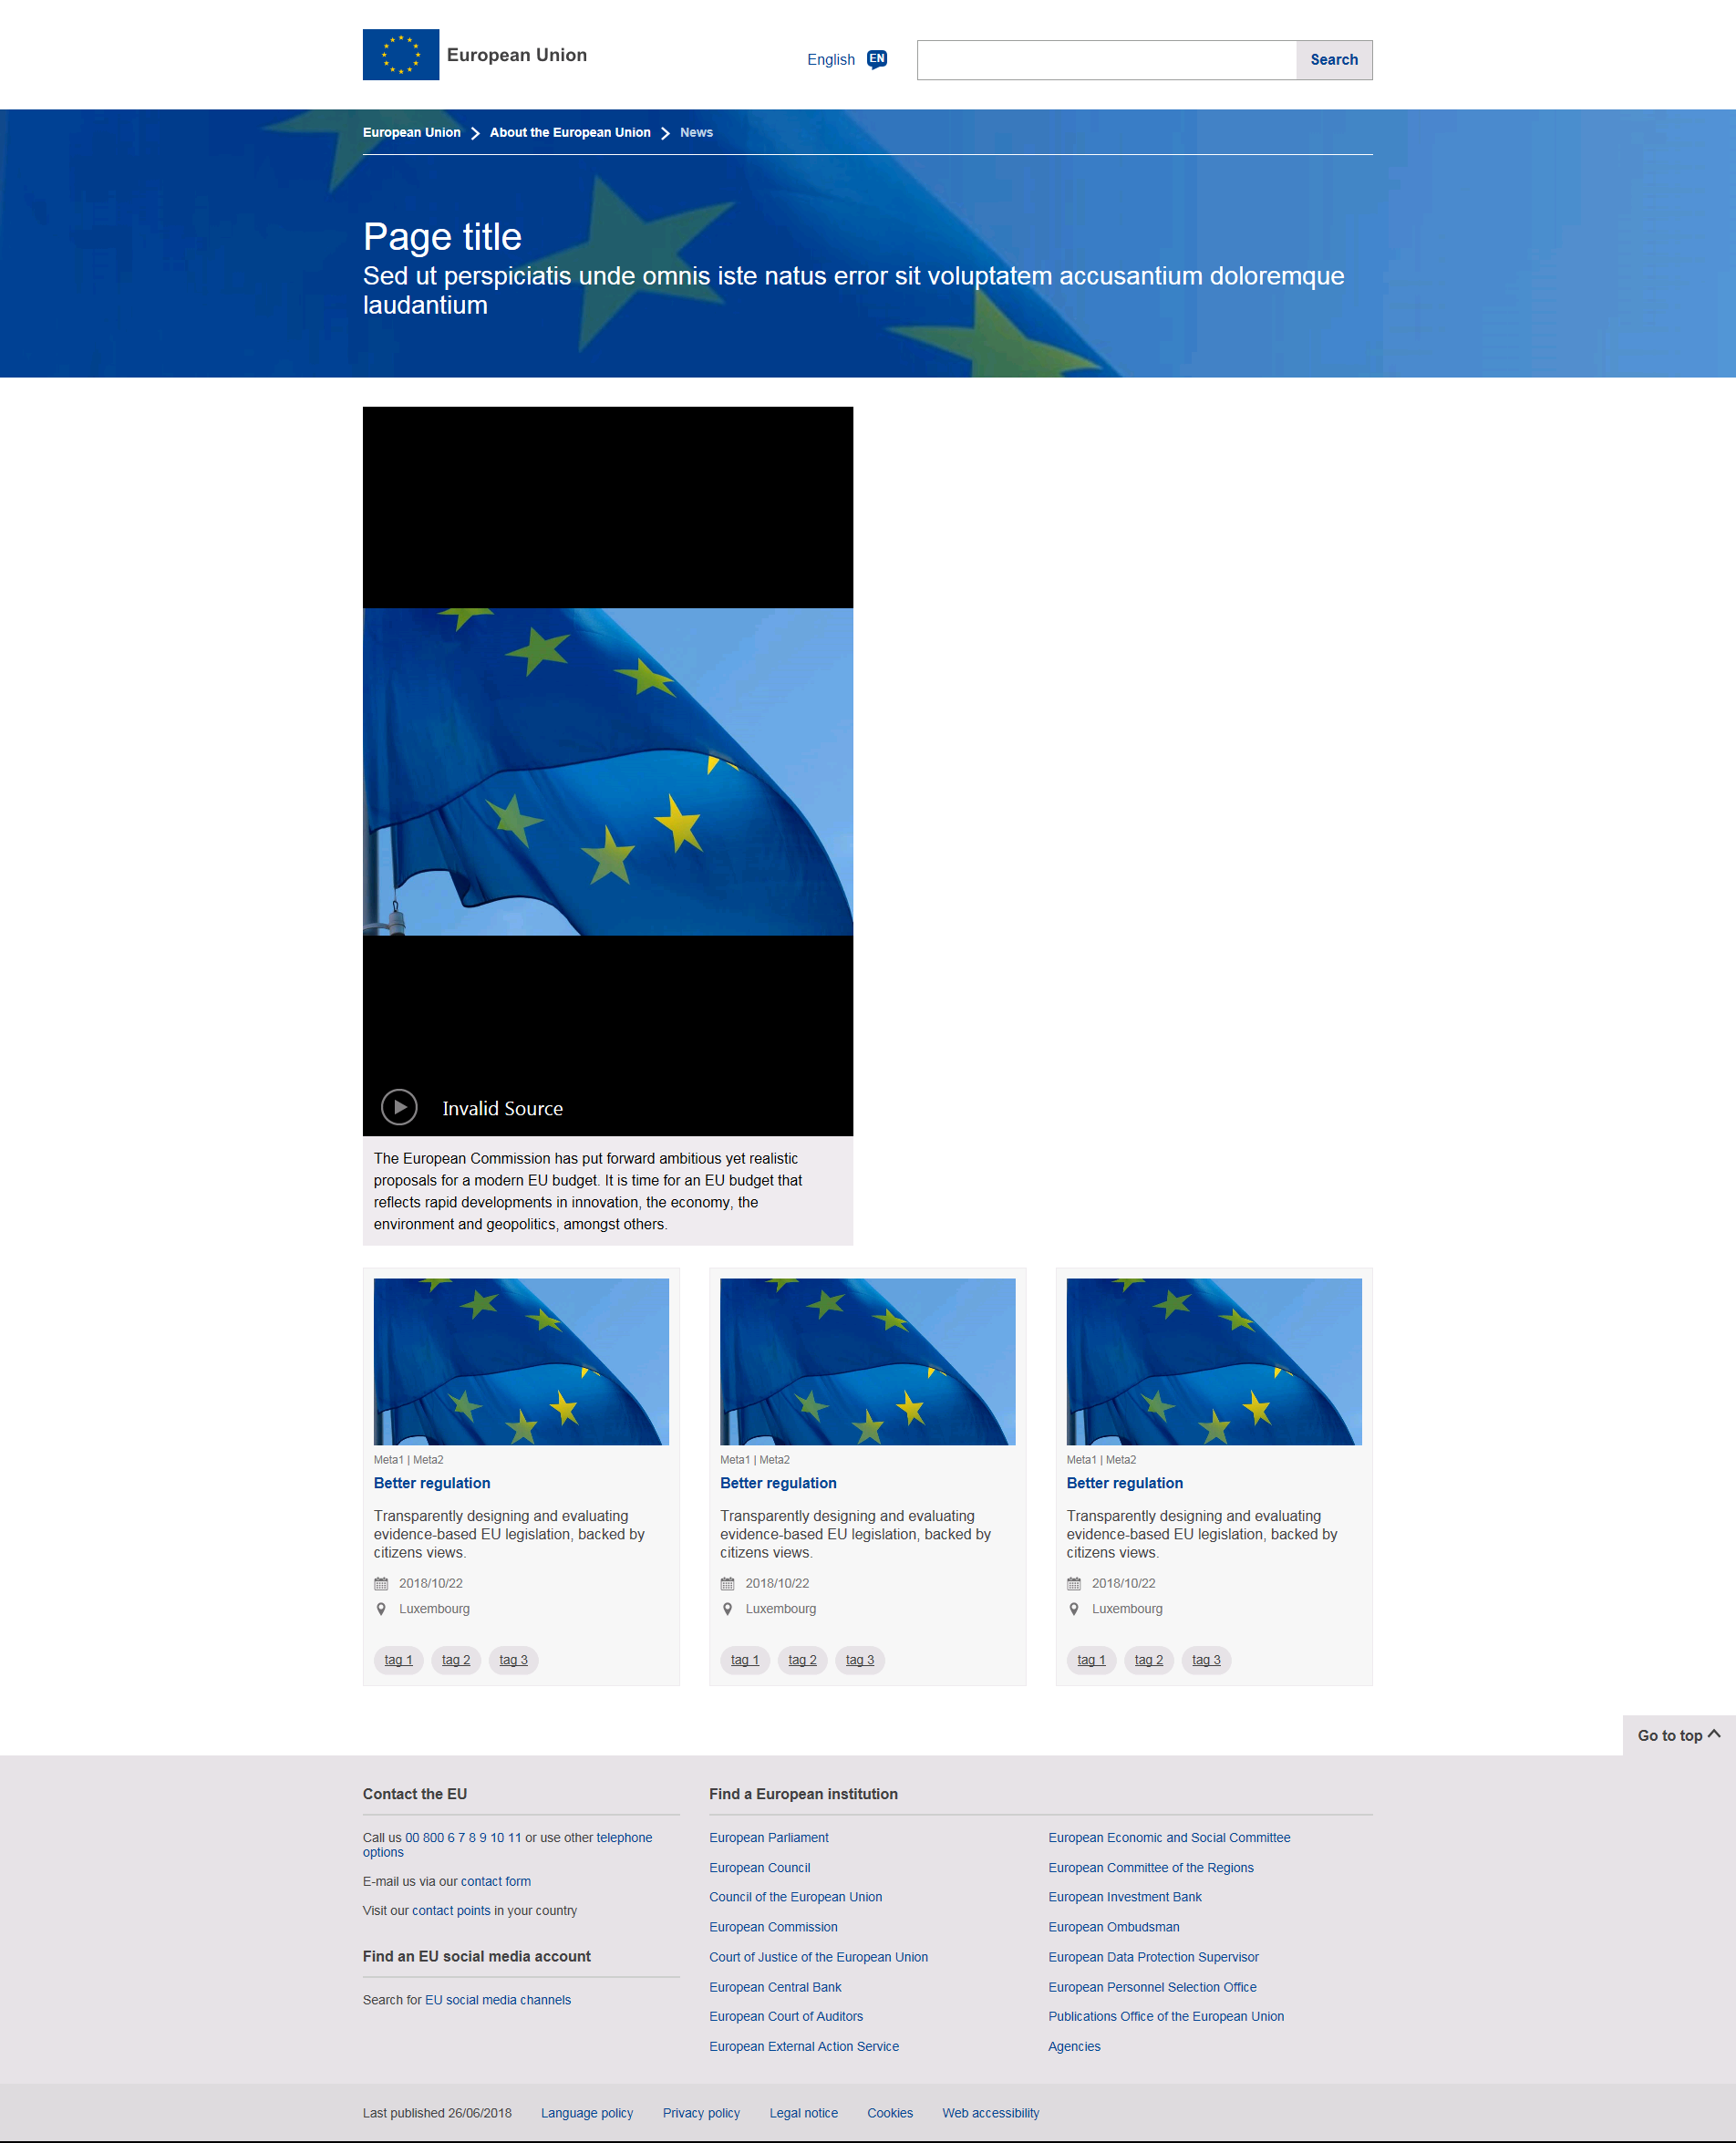 European Union
English EN
Search
European Union About the European Union News
Page title
Sed ut perspiciatis unde omnis iste natus error sit voluptatem accusantium doloremque
laudantium
Invalid Source
The European Commission has put forward ambitious yet realistic
proposals for a modern EU budget. It is time for an EU budget that
reflects rapid developments in innovation, the economy, the
environment and geopolitics, amongst others.
Meta1 | Meta2
Better regulation
Transparently designing and evaluating
evidence-based EU legislation, backed by
citizens views.
2018/10/22
Luxembourg
tag 1 tag 2 tag 3
Meta1 | Meta2
Better regulation
Transparently designing and evaluating
evidence-based EU legislation, backed by
citizens views.
2018/10/22
Luxembourg
tag 1 tag 2 tag 3
Meta1 | Meta2
Better regulation
Transparently designing and evaluating
evidence-based EU legislation, backed by
citizens views.
2018/10/22
Luxembourg
tag 1 tag 2 tag 3
Go to top
Contact the EU
Call us 00 800 6 7 8 9 10 11 or use other telephone
options
E-mail us via our contact form
Visit our contact points in your country
Find an EU social media account
Search for EU social media channels
Find a European institution
European Parliament
European Council
Council of the European Union
European Commission
Court of Justice of the European Union
European Central Bank
European Court of Auditors
European External Action Service
European Economic and Social Committee
European Committee of the Regions
European Investment Bank
European Ombudsman
European Data Protection Supervisor
European Personnel Selection Office
Publications Office of the European Union
Agencies
Last published 26/06/2018 Language policy Privacy policy Legal notice Cookies Web accessibility